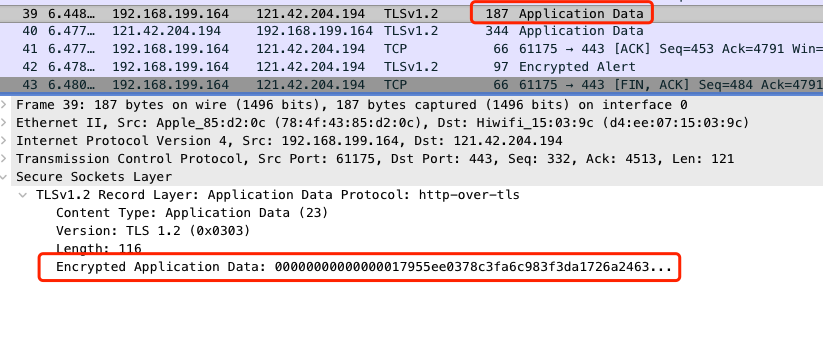 39 6.448… 192.168.199.164 121.42.204.194 TLSv1.2 187 Application Data
40 6.477… 121.42.204.194 192.168.199.164 TLSv1.2 344 Application Data
41 6.477… 192.168.199.164 121.42.204.194 TCP 66 61175 → 443 [ACK] Seq=453 Ack=4791 Win=
42 6.478… 192.168.199.164 121.42.204.194 TLSv1.2 97 Encrypted Alert
43 6.480… 192.168.199.164 121.42.204.194 TCP 66 61175 → 443 [FIN, ACK] Seq=484 Ack=4791
Frame 39: 187 bytes on wire (1496 bits), 187 bytes captured (1496 bits) on interface 0
Ethernet II, Src: Apple_85:d2:0c (78:4f:43:85:d2:0c), Dst: Hiwifi_15:03:9c (d4:ee:07:15:03:9c)
Internet Protocol Version 4, Src: 192.168.199.164, Dst: 121.42.204.194
Transmission Control Protocol, Src Port: 61175, Dst Port: 443, Seq: 332, Ack: 4513, Len: 121
Secure Sockets Layer
TLSv1.2 Record Layer: Application Data Protocol: http-over-tls
Content Type: Application Data (23)
Version: TLS 1.2 (0x0303)
Length: 116
Encrypted Application Data: 00000000000000017955ee0378c3fa6c983f3da1726a2463...